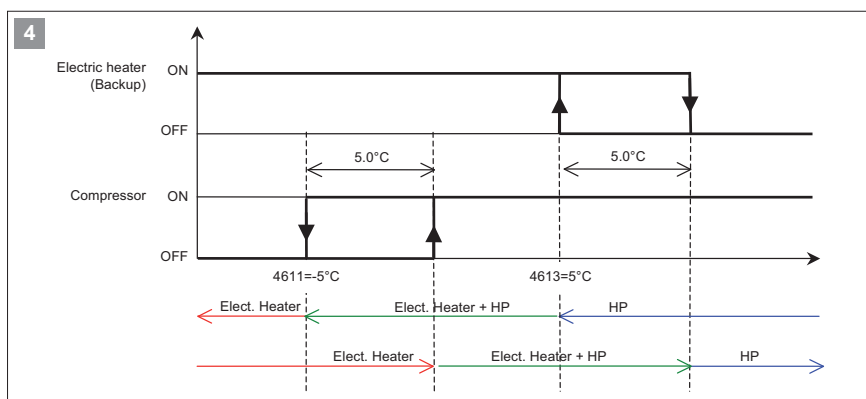 4
Electric heater
(Backup)
ON
OFF
5.0°C
5.0°C
Compressor
ON
OFF
4611=-5°C
4613=5°C
Elect. Heater
Elect. Heater + HP
HP
Elect. Heater
Elect. Heater + HP
HP